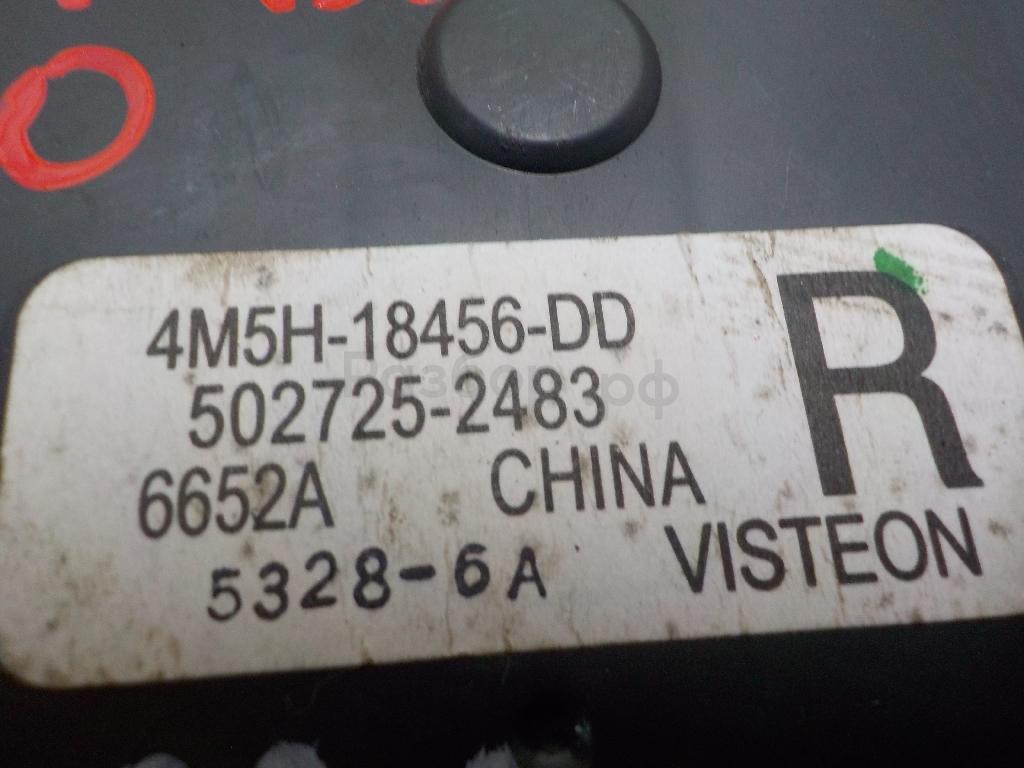 4M5H-18456-DD
R
502725-2483
6652A CHINA
5328-6A VISTEON